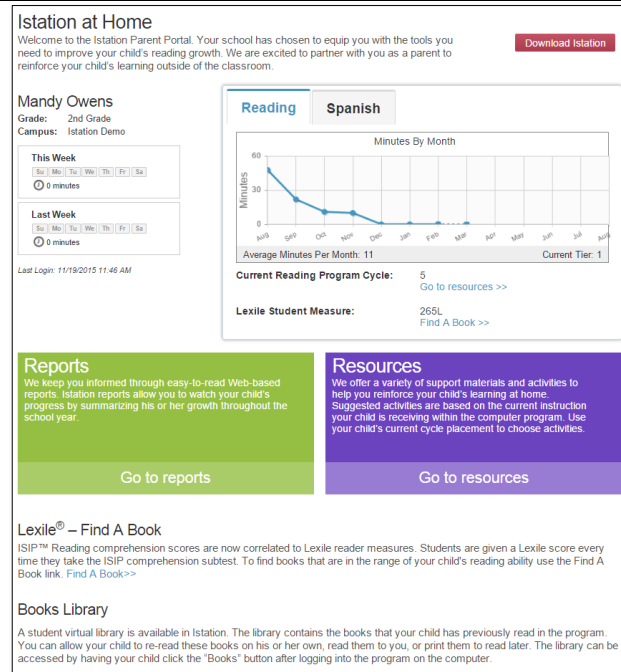 Istation at Home
Welcome to the Istation Parent Portal. Your school has chosen to equip you with the tools you
need to improve your child's reading growth. We are excited to partner with you as a parent to
reinforce your child's learning outside of the classroom.
Download Istation
Mandy Owens
Grade: 2nd Grade
Campus: Istation Demo
This Week
Su Mo Tu We Th Fr Sa
0 minutes
Last Week
Su Mo Tu We Th Fr Sa
0 minutes
Last Login: 11/19/2015 11:46 AM
Reading Spanish
Minutes By Month
Minutes
60
30
0
Aug Sep Oct Nov Dec Jan Feb Mar Apr May Jun Jul Aug
Average Minutes Per Month: 11 Current Tier: 1
Current Reading Program Cycle: 5
Go to resources >>
Lexile Student Measure: 265L
Find A Book >>
Reports
We keep you informed through easy-to-read Web-based
reports. Istation reports allow you to watch your child's
progress by summarizing his or her growth throughout the
school year.
Go to reports
Resources
We offer a variety of support materials and activities to
help you reinforce your child's learning at home.
Suggested activities are based on the current instruction
your child is receiving within the computer program. Use
your child's current cycle placement to choose activities.
Go to resources
Lexile® – Find A Book
ISIP™ Reading comprehension scores are now correlated to Lexile reader measures. Students are given a Lexile score every
time they take the ISIP comprehension subtest. To find books that are in the range of your child's reading ability use the Find A
Book link. Find A Book>>
Books Library
A student virtual library is available in Istation. The library contains the books that your child has previously read in the program.
You can allow your child to re-read these books on his or her own, read them to you, or print them to read later. The library can be
accessed by having your child click the "Books" button after logging into the program on the computer.